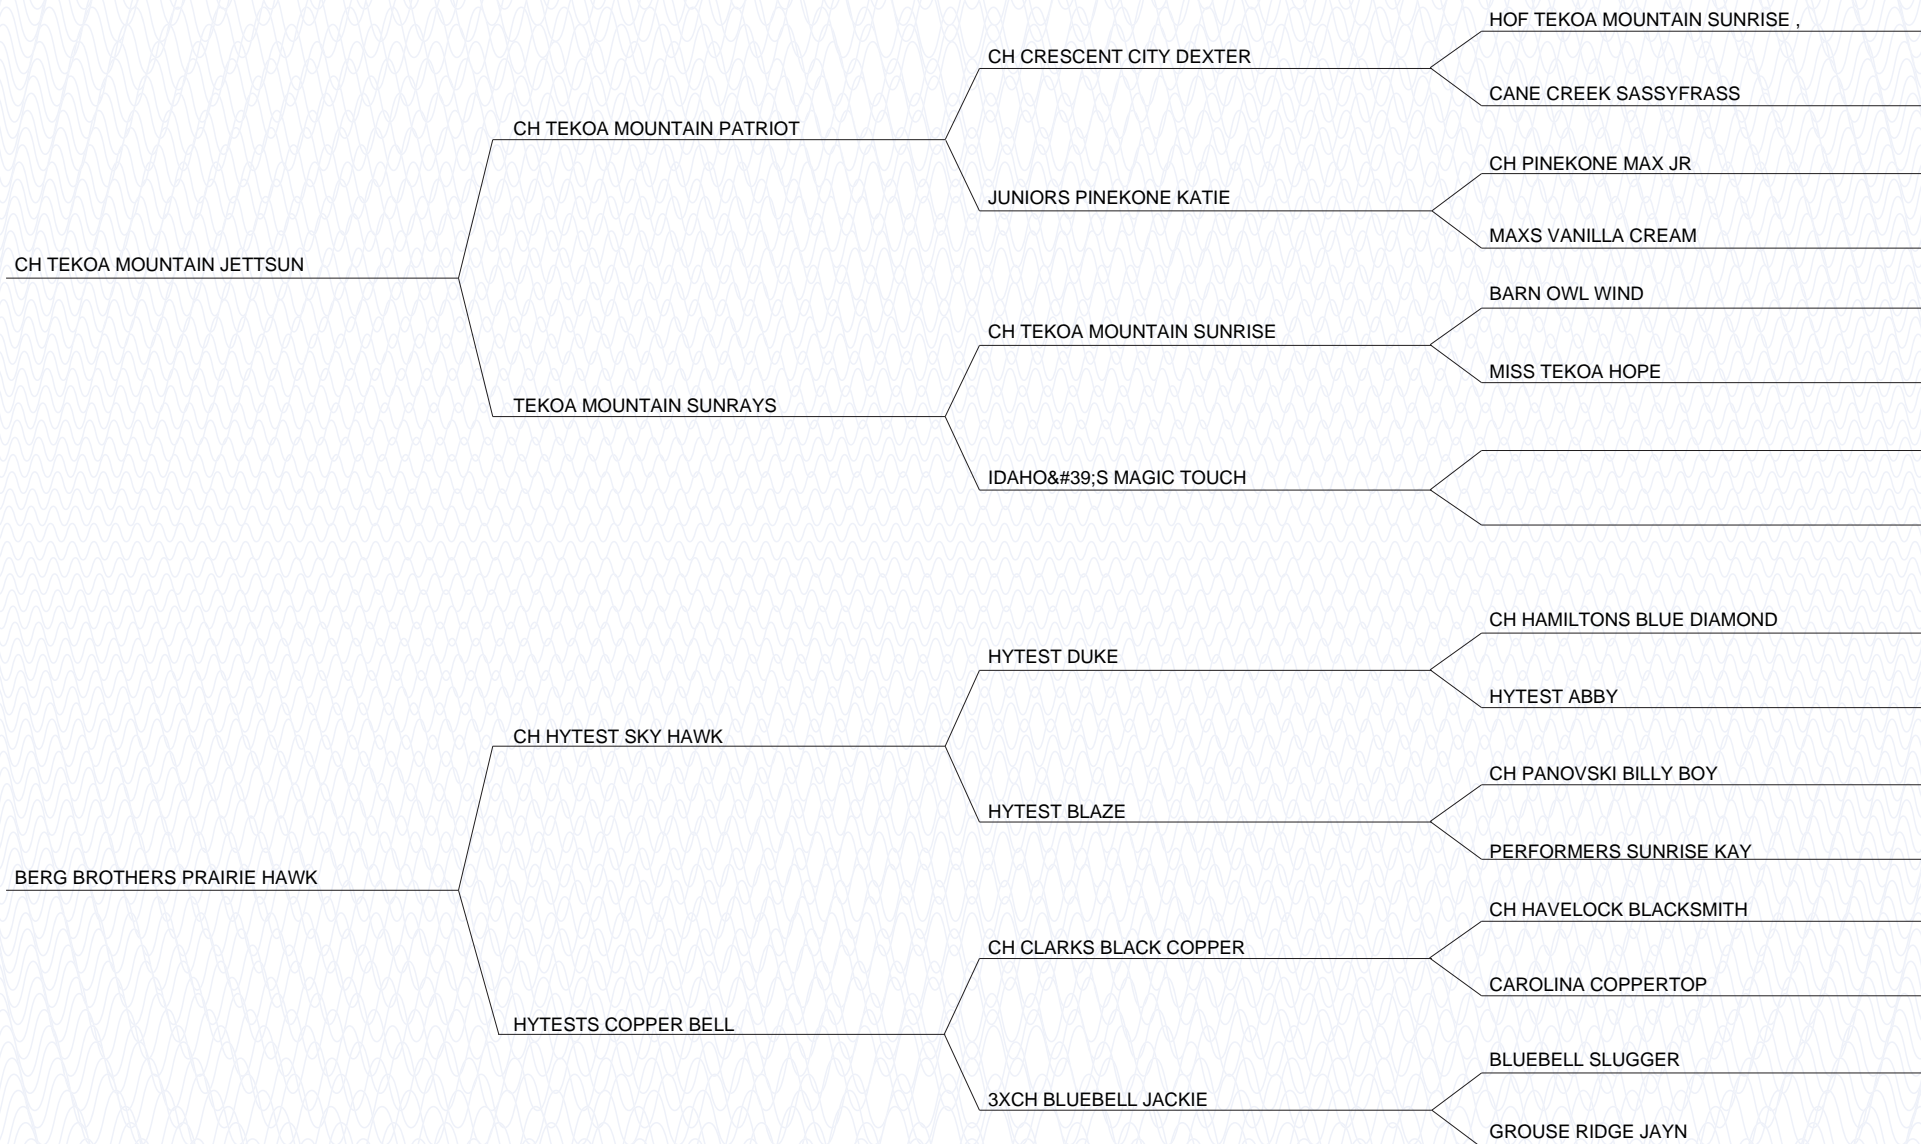 HOF TEKOA MOUNTAIN SUNRISE ,
CH CRESCENT CITY DEXTER
CANE CREEK SASSYFRASS
CH TEKOA MOUNTAIN PATRIOT
CH PINEKONE MAX JR
JUNIORS PINEKONE KATIE
MAXS VANILLA CREAM
CH TEKOA MOUNTAIN JETTSUN
BARN OWL WIND
CH TEKOA MOUNTAIN SUNRISE
MISS TEKOA HOPE
TEKOA MOUNTAIN SUNRAYS
IDAHO&#39;S MAGIC TOUCH
CH HAMILTONS BLUE DIAMOND
HYTEST DUKE
HYTEST ABBY
CH HYTEST SKY HAWK
CH PANOVSKI BILLY BOY
HYTEST BLAZE
PERFORMERS SUNRISE KAY
BERG BROTHERS PRAIRIE HAWK
CH HAVELOCK BLACKSMITH
CH CLARKS BLACK COPPER
CAROLINA COPPERTOP
HYTESTS COPPER BELL
BLUEBELL SLUGGER
3XCH BLUEBELL JACKIE
GROUSE RIDGE JAYN